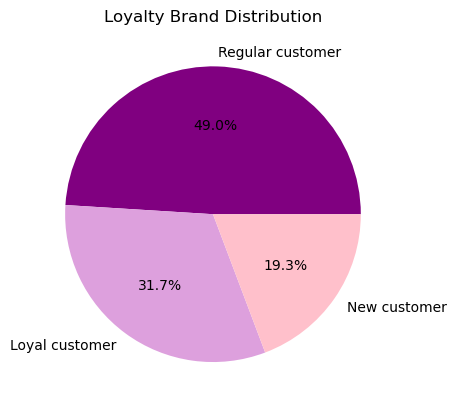 Loyalty Brand Distribution
Regular customer
49.0%
31.7%
19.3%
Loyal customer
New customer